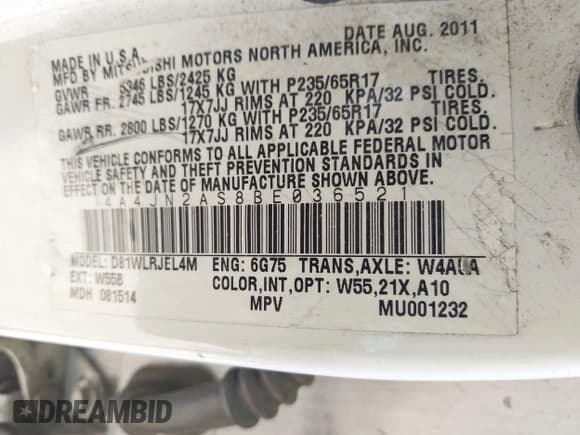 DATE AUG. 2011
MADE IN U.S.A.
MFD BY MITSUBISHI MOTORS NORTH AMERICA, INC.
GVWR 5346 LBS/2425 KG
GAWR FR. 2745 LBS/1245 KG WITH P235/65R17 TIRES.
17X7JJ RIMS AT 220 KPA/32 PSI COLD.
GAWR RR. 2800 LBS/1270 KG WITH P235/65R17 TIRES.
17X7JJ RIMS AT 220 KPA/32 PSI COLD.
THIS VEHICLE CONFORMS TO ALL APPLICABLE FEDERAL MOTOR
VEHICLE SAFETY AND THEFT PREVENTION STANDARDS IN
EFFECT ON THE DATE OF MANUFACTURE SHOWN ABOVE.
4A4JN2AS8BE036521
MODEL: D81WLRJEL4M ENG: 6G75 TRANS,AXLE:
EXT: W55B COLOR,INT,OPT: W55,21X,A10
MDH 081514 MPV MU001232
DREAMBID